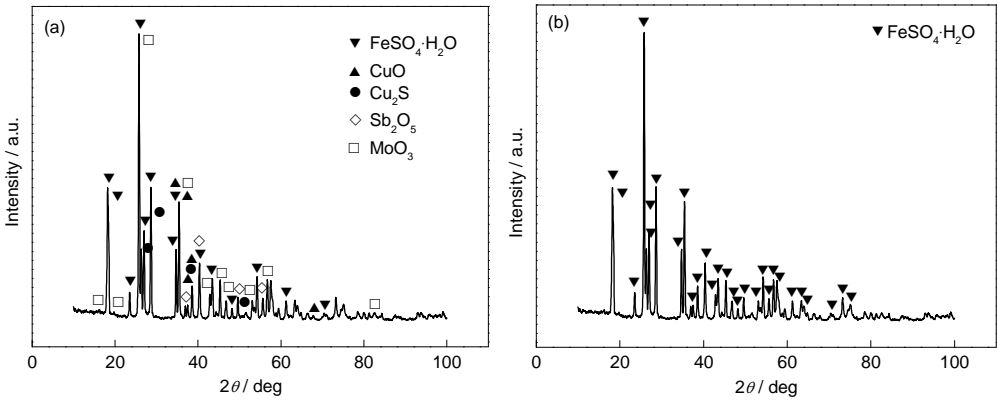 (a)
FeSO₄·H₂O
CuO
Cu₂S
Sb₂O₅
MoO₃
Intensity / a.u.
0 20 40 60 80 100
2θ / deg
(b)
FeSO₄·H₂O
Intensity / a.u.
0 20 40 60 80 100
2θ / deg